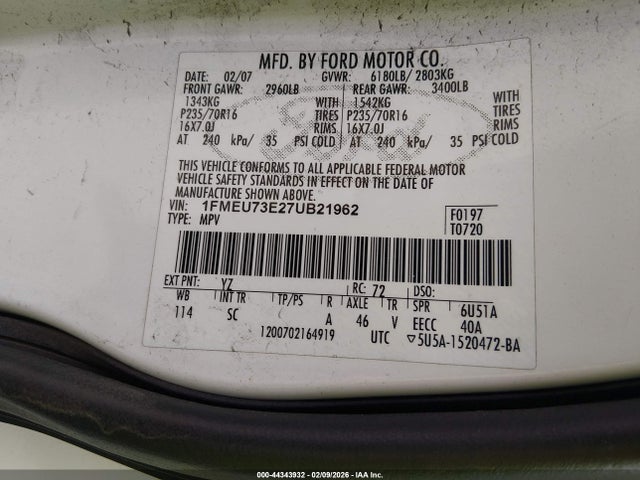 MFD. BY FORD MOTOR CO.
DATE: 02/07 GVWR: 6180LB/ 2803KG
FRONT GAWR: 2960LB REAR GAWR: 3400LB
1343KG WITH 1542KG WITH
P235/70R16 TIRES P235/70R16 TIRES
16X7.0J RIMS 16X7.0J RIMS
AT 240 kPa/ 35 PSI COLD AT 240 kPa/ 35 PSI COLD
THIS VEHICLE CONFORMS TO ALL APPLICABLE FEDERAL MOTOR
VEHICLE SAFETY STANDARDS IN EFFECT ON THE DATE OF
MANUFACTURE SHOWN ABOVE.
VIN: 1FMEU73E27UB21962 F0197
TYPE: MPV T0720
EXT PNT: YZ RC: 72 DSO:
WB INT TR TP/PS R AXLE TR SPR 6U51A
114 SC A 46 V EECC 40A
1200702164919 UTC ▽5U5A-1520472-BA
Ford
000-44343932 - 02/09/2026 - IAA Inc.